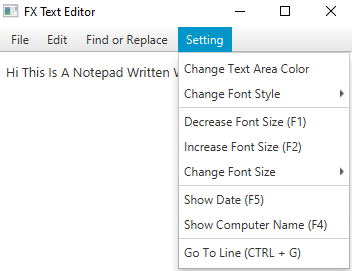 FX Text Editor
File Edit Find or Replace Setting
Hi This Is A Notepad Written
Change Text Area Color
Change Font Style
Decrease Font Size (F1)
Increase Font Size (F2)
Change Font Size
Show Date (F5)
Show Computer Name (F4)
Go To Line (CTRL + G)